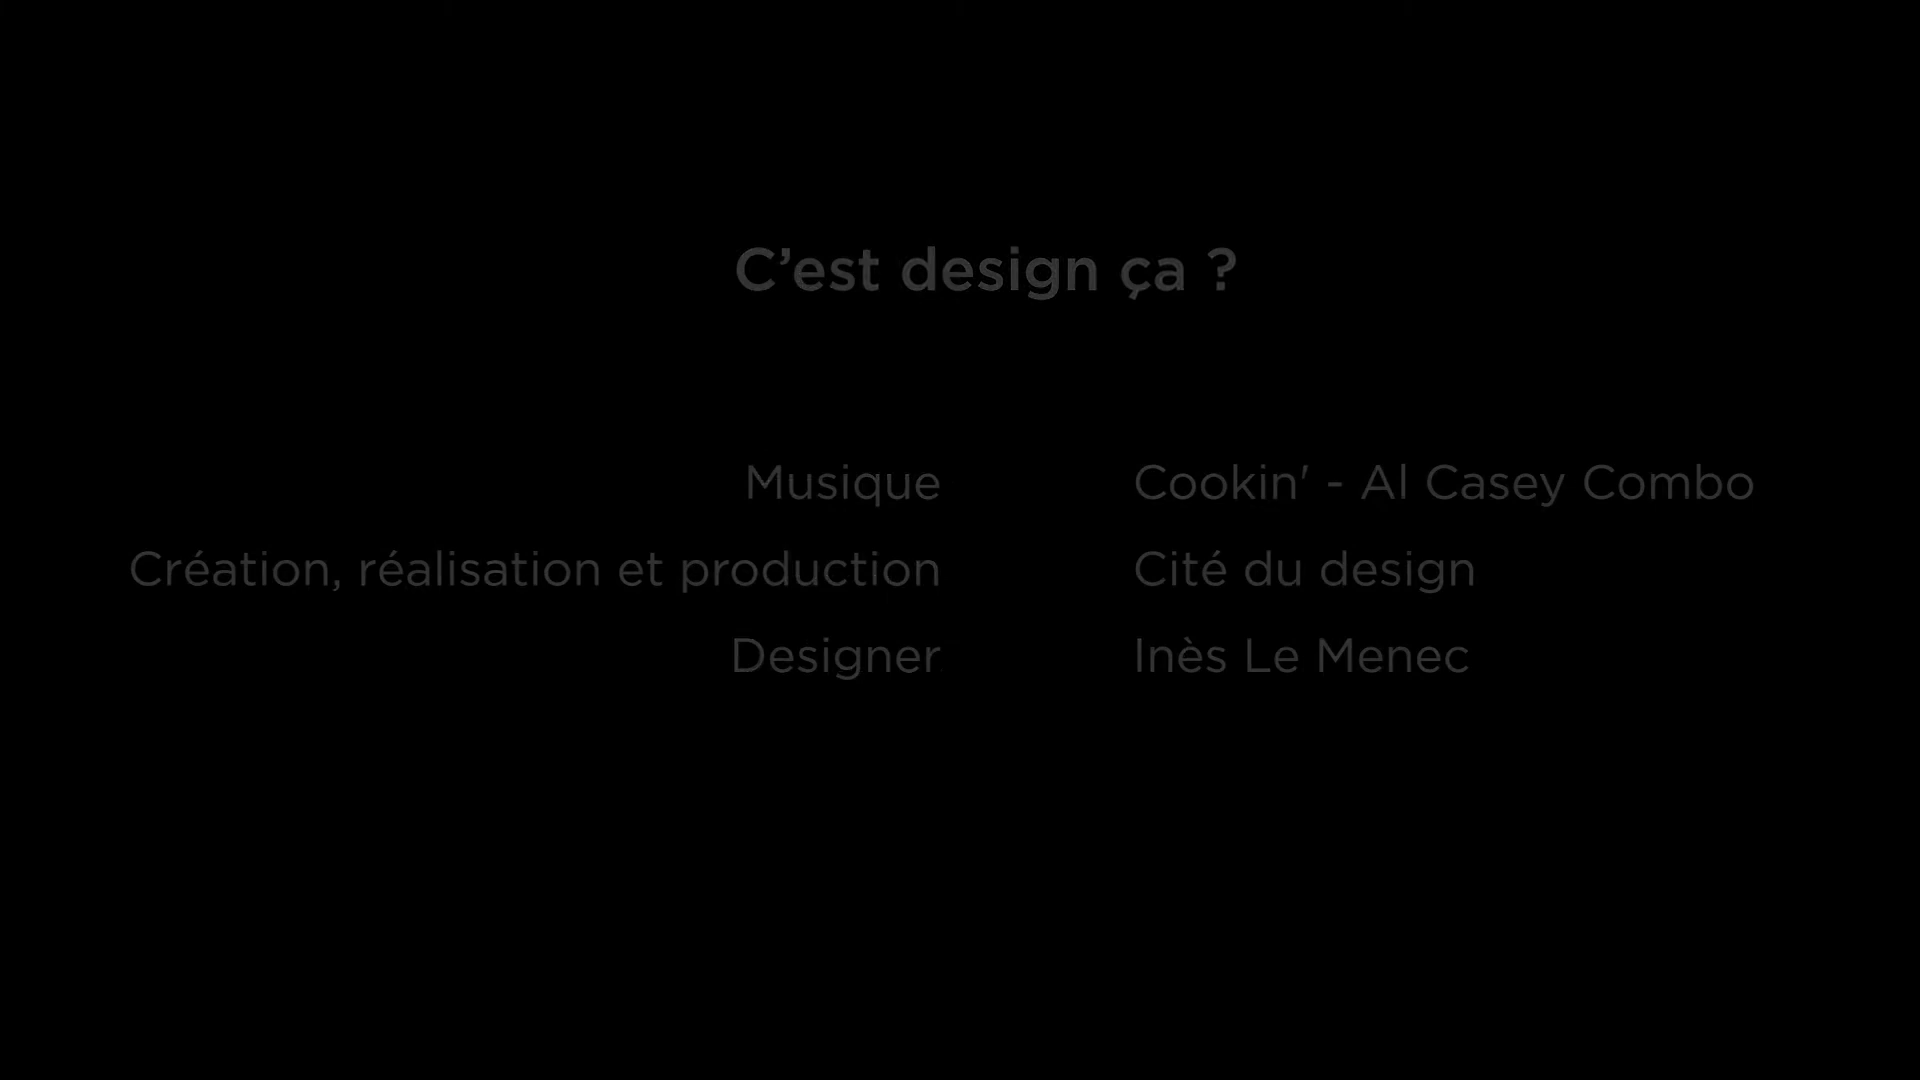 C’est design ça ?
Musique Cookin' - Al Casey Combo
Création, réalisation et production Cité du design
Designer Inès Le Menec